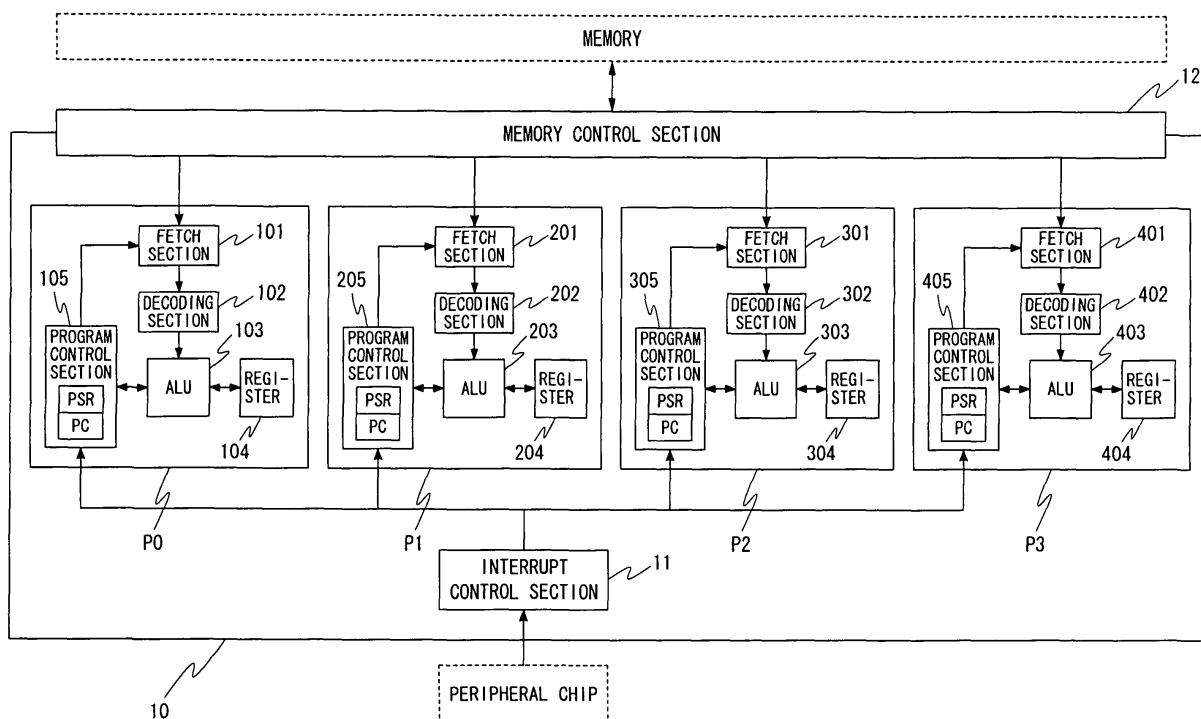 MEMORY
12
MEMORY CONTROL SECTION
FETCH
SECTION
101
105
DECODING
SECTION
102
PROGRAM
CONTROL
SECTION
103
ALU
REGI-
STER
PSR
PC
104
P0
FETCH
SECTION
201
205
DECODING
SECTION
202
PROGRAM
CONTROL
SECTION
203
ALU
REGI-
STER
PSR
PC
204
P1
FETCH
SECTION
301
305
DECODING
SECTION
302
PROGRAM
CONTROL
SECTION
303
ALU
REGI-
STER
PSR
PC
304
P2
FETCH
SECTION
401
405
DECODING
SECTION
402
PROGRAM
CONTROL
SECTION
403
ALU
REGI-
STER
PSR
PC
404
P3
INTERRUPT
CONTROL SECTION
11
10
PERIPHERAL CHIP